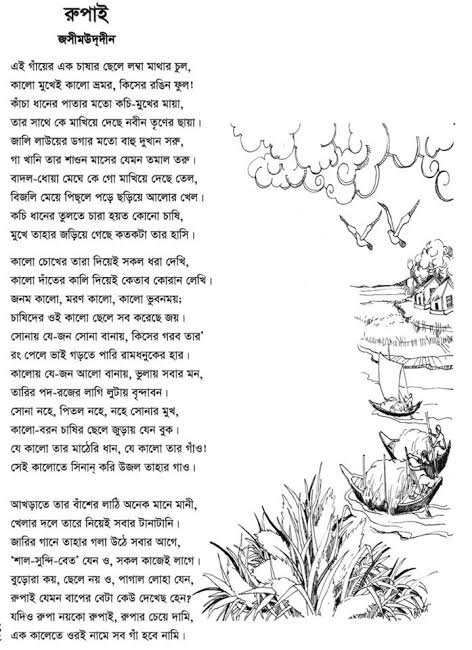 রুপাই
জসীমউদ্‌দীন
এই গাঁয়ের এক চাষার ছেলে লম্বা মাথার চুল,
কালো মুখেই কালো ভ্রমর, কিসের রঙিন ফুল!
কাঁচা ধানের পাতার মতো কচি-মুখের মায়া,
তার সাথে কে মাখিয়ে দেছে নবীন তৃণের ছায়া।
জালি লাউয়ের ডগার মতো বাহু দুখান সরু,
গা খানি তার শাওন মাসের যেমন তমাল তরু।
বাদল-ধোয়া মেঘে কে গো মাখিয়ে দেছে তেল,
বিজলি মেয়ে পিছলে পড়ে ছড়িয়ে আলোর খেল।
কচি ধানের তুলতে চারা হয়ত কোনো চাষি,
মুখে তাহার জড়িয়ে গেছে কতকটা তার হাসি।
কালো চোখের তারা দিয়েই সকল ধরা দেখি,
কালো দাঁতের কালি দিয়েই কেতাব কোরান লেখি।
জনম কালো, মরণ কালো, কালো ভুবনময়;
চাষিদের ওই কালো ছেলে সব করেছে জয়।
সোনায় যে-জন সোনা বানায়, কিসের গরব তার’
রং পেলে ভাই গড়তে পারি রামধনুকের হার।
কালোয় যে-জন আলো বানায়, ভুলায় সবার মন,
তারির পদ-রজের লাগি লুটায় বৃন্দাবন।
সোনা নহে, পিতল নহে, নহে সোনার মুখ,
কালো-বরন চাষির ছেলে জুড়ায় যেন বুক।
যে কালো তার মাঠেরি ধান, যে কালো তার গাঁও!
সেই কালোতে সিনান্ করি উজল তাহার গাও।
আখড়াতে তার বাঁশের লাঠি অনেক মানে মানী,
খেলার দলে তারে নিয়েই সবার টানাটানি।
জারির গানে তাহার গলা উঠে সবার আগে,
‘শাল-সুন্দি-বেত’ যেন ও, সকল কাজেই লাগে।
বুড়োরা কয়, ছেলে নয় ও, পাগাল লোহা যেন,
রুপাই যেমন বাপের বেটা কেউ দেখেছ হেন?
যদিও রুপা নয়কো রুপাই, রুপার চেয়ে দামি,
এক কালেতে ওরই নামে সব গাঁ হবে নামি।